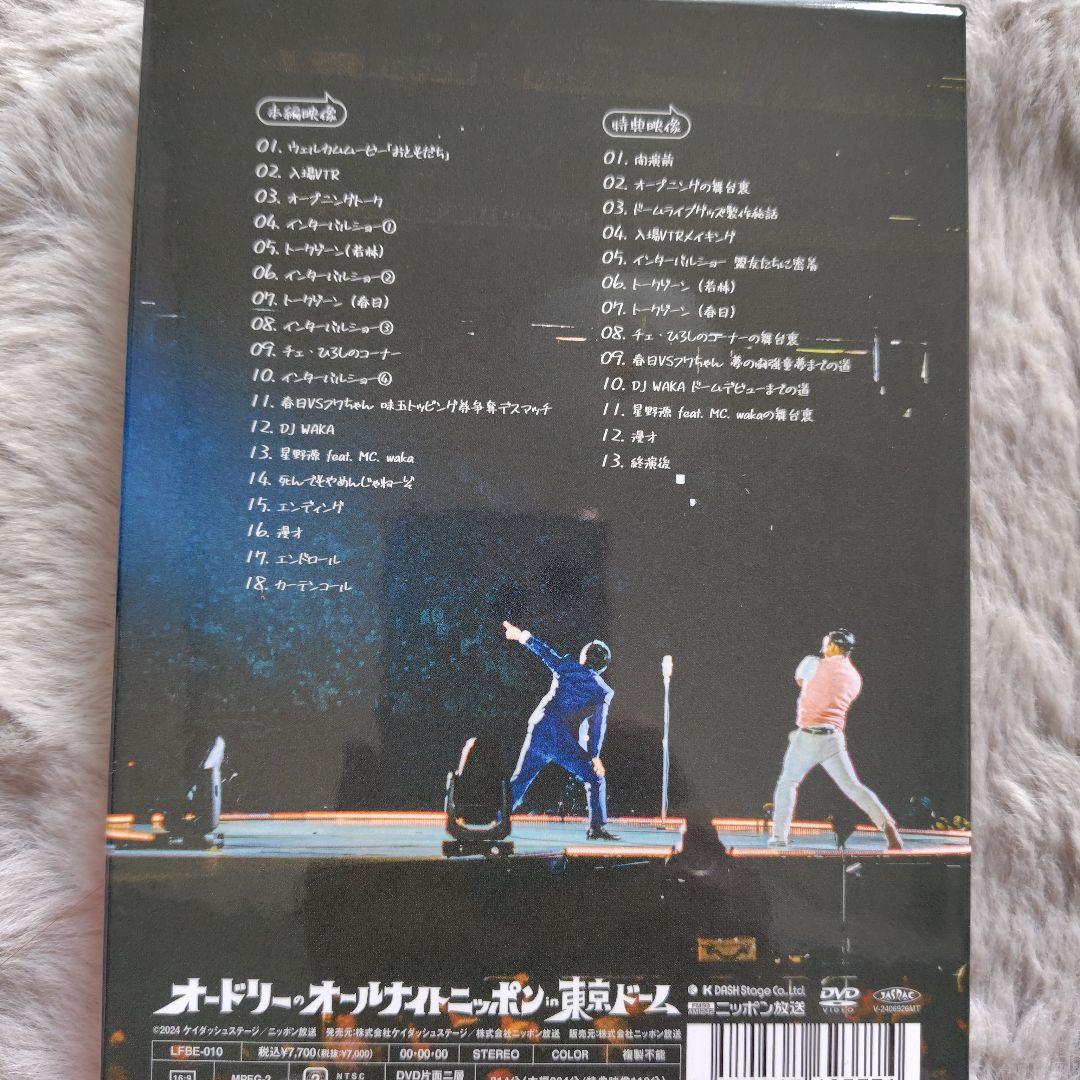 本編映像
01. ウェルカムムービー「おともだち」
02. 入場VTR
03. オープニングトーク
04. インターバルショー①
05. トークゾーン(若林)
06. インターバルショー②
07. トークゾーン(春日)
08. インターバルショー③
09. チェ・ひろしのコーナー
10. インターバルショー④
11. 春日VSフワちゃん 味玉トッピング券争奪デスマッチ
12. DJ WAKA
13. 星野源 feat. MC. waka
14. 死んでもやめんじゃねーぞ
15. エンディング
16. 漫才
17. エンドロール
18. カーテンコール
特典映像
01. 開演前
02. オープニングの舞台裏
03. ドームライブグッズ製作秘話
04. 入場VTRメイキング
05. インターバルショー 盟友たちに密着
06. トークゾーン(若林)
07. トークゾーン(春日)
08. チェ・ひろしのコーナーの舞台裏
09. 春日VSフワちゃん 夢の両強童夢までの道
10. DJ WAKA ドームデビューまでの道
11. 星野源 feat. MC. wakaの舞台裏
12. 漫才
13. 終演後
オードリーのオールナイトニッポン in 東京ドーム
K DASH Stage Co.,Ltd.
ニッポン放送
DVD VIDEO
JASRAC
V-2406926MT
©2024 ケイダッシュステージ/ニッポン放送 発売元:株式会社ケイダッシュステージ/株式会社ニッポン放送 販売元:株式会社ニッポン放送
LFBE-010 税込¥7,700(税抜:¥7,000) 00・00・00 STEREO COLOR 複製不能
16:9 MPEG-2 2 NTSC DVD片面二層